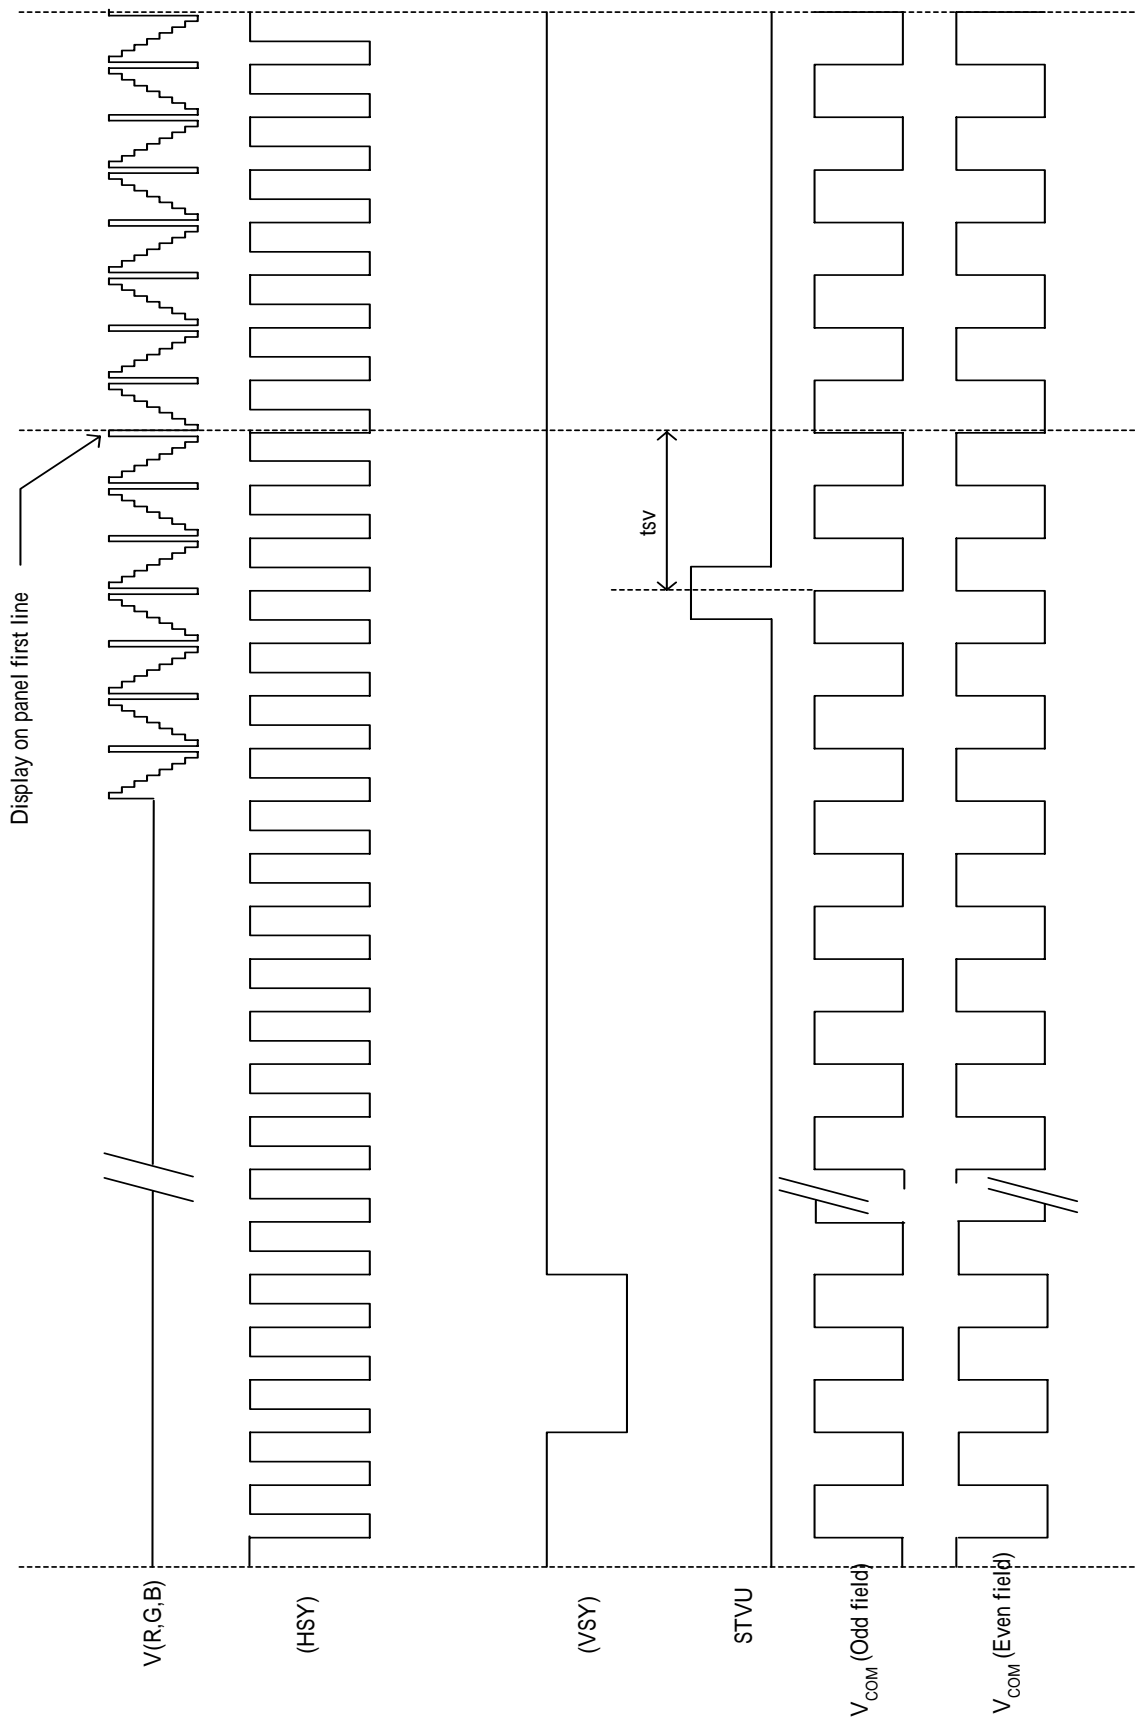 Display on panel first line
V(R,G,B)
(HSY)
(VSY)
tsv
STVU
VCOM (Odd field)
VCOM (Even field)